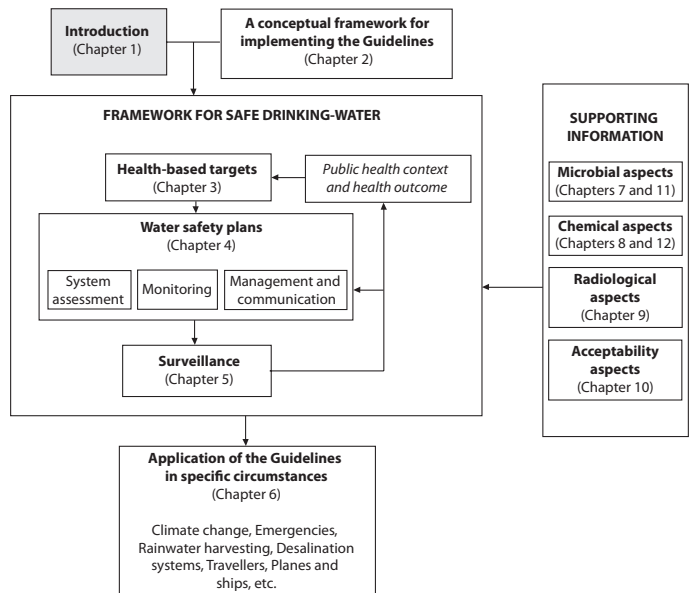 Introduction
(Chapter 1)
A conceptual framework for
implementing the Guidelines
(Chapter 2)
FRAMEWORK FOR SAFE DRINKING-WATER
Health-based targets
(Chapter 3)
Public health context
and health outcome
Water safety plans
(Chapter 4)
System
assessment
Monitoring
Management and
communication
Surveillance
(Chapter 5)
SUPPORTING
INFORMATION
Microbial aspects
(Chapters 7 and 11)
Chemical aspects
(Chapters 8 and 12)
Radiological
aspects
(Chapter 9)
Acceptability
aspects
(Chapter 10)
Application of the Guidelines
in specific circumstances
(Chapter 6)
Climate change, Emergencies,
Rainwater harvesting, Desalination
systems, Travellers, Planes and
ships, etc.